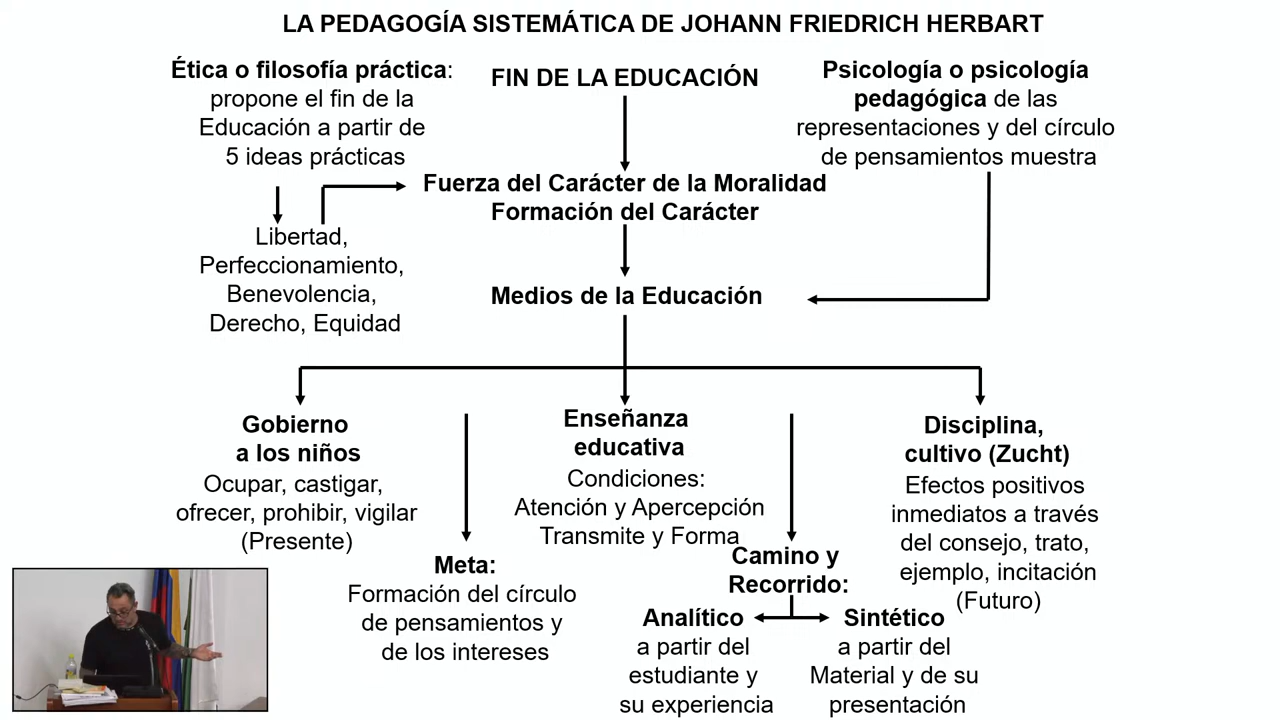 LA PEDAGOGÍA SISTEMÁTICA DE JOHANN FRIEDRICH HERBART
Ética o filosofía práctica:
propone el fin de la
Educación a partir de
5 ideas prácticas
FIN DE LA EDUCACIÓN
Psicología o psicología
pedagógica de las
representaciones y del círculo
de pensamientos muestra
Fuerza del Carácter de la Moralidad
Formación del Carácter
Libertad,
Perfeccionamiento,
Benevolencia,
Derecho, Equidad
Medios de la Educación
Gobierno
a los niños
Ocupar, castigar,
ofrecer, prohibir, vigilar
(Presente)
Enseñanza
educativa
Condiciones:
Atención y Apercepción
Transmite y Forma
Disciplina,
cultivo (Zucht)
Efectos positivos
inmediatos a través
del consejo, trato,
ejemplo, incitación
(Futuro)
Meta:
Formación del círculo
de pensamientos y
de los intereses
Camino y
Recorrido:
Analítico
a partir del
estudiante y
su experiencia
Sintético
a partir del
Material y de su
presentación